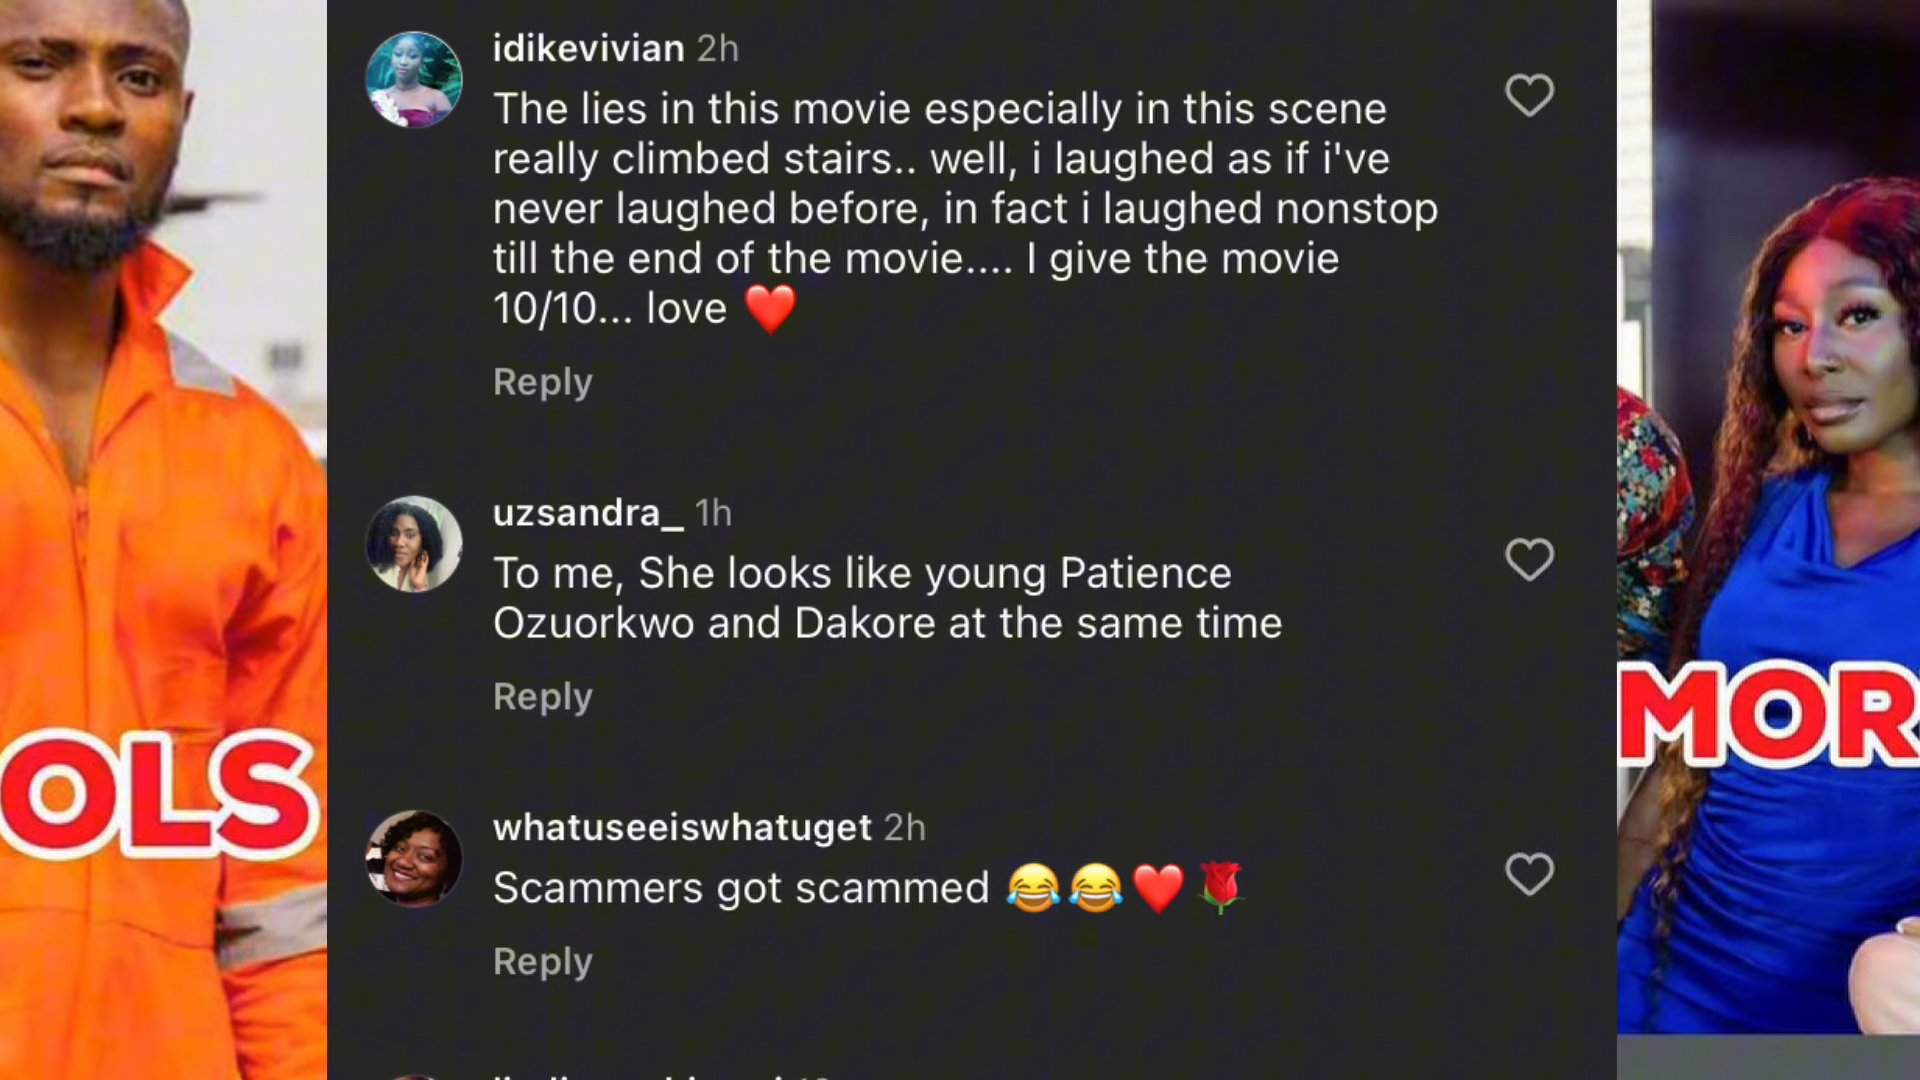 idikevivian 2h
The lies in this movie especially in this scene
really climbed stairs.. well, i laughed as if i've
never laughed before, in fact i laughed nonstop
till the end of the movie.... I give the movie
10/10... love ❤️
Reply
uzsandra_ 1h
To me, She looks like young Patience
Ozuorkwo and Dakore at the same time
Reply
OLS
MOR
whatuseeiswhatuget 2h
Scammers got scammed 😂😂❤️🌹
Reply